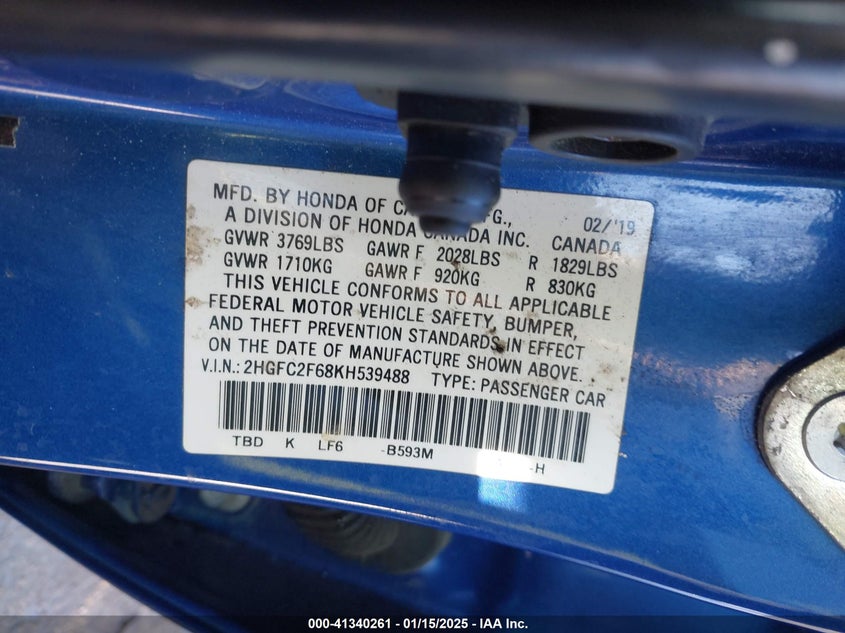 MFD. BY HONDA OF CA FG., 02/'19
A DIVISION OF HONDA CANADA INC. CANADA
GVWR 3769LBS GAWR F 2028LBS R 1829LBS
GVWR 1710KG GAWR F 920KG R 830KG
THIS VEHICLE CONFORMS TO ALL APPLICABLE
FEDERAL MOTOR VEHICLE SAFETY, BUMPER,
AND THEFT PREVENTION STANDARDS IN EFFECT
ON THE DATE OF MANUFACTURE SHOWN ABOVE. . .
V.I.N.: 2HGFC2F68KH539488 TYPE: PASSENGER CAR
TBD K LF6 -B593M -H
000-41340261 - 01/15/2025 - IAA Inc.